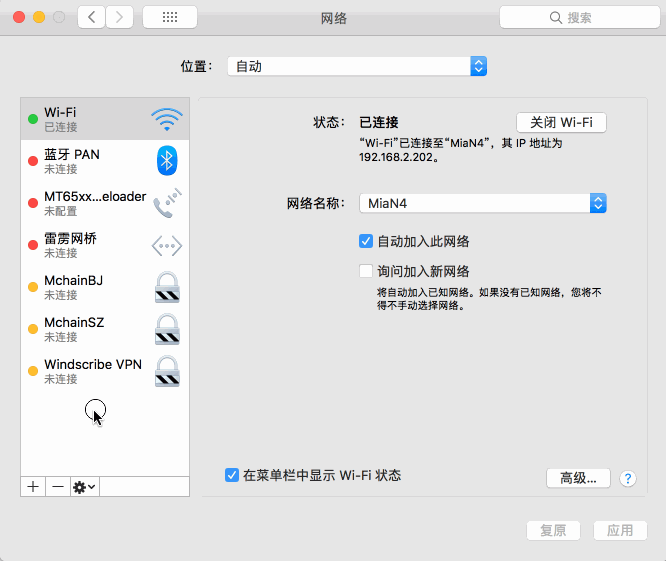 网络
搜索
位置：
自动
Wi-Fi
已连接
蓝牙 PAN
未连接
MT65xx...eloader
未配置
雷雳网桥
未连接
MchainBJ
未连接
MchainSZ
未连接
Windscribe VPN
未连接
状态：
已连接
关闭 Wi-Fi
“Wi-Fi”已连接至“MiaN4”，其 IP 地址为
192.168.2.202。
网络名称：
MiaN4
自动加入此网络
询问加入新网络
将自动加入已知网络。如果没有已知网络，您将不
得不手动选择网络。
在菜单栏中显示 Wi-Fi 状态
高级...
?
复原
应用